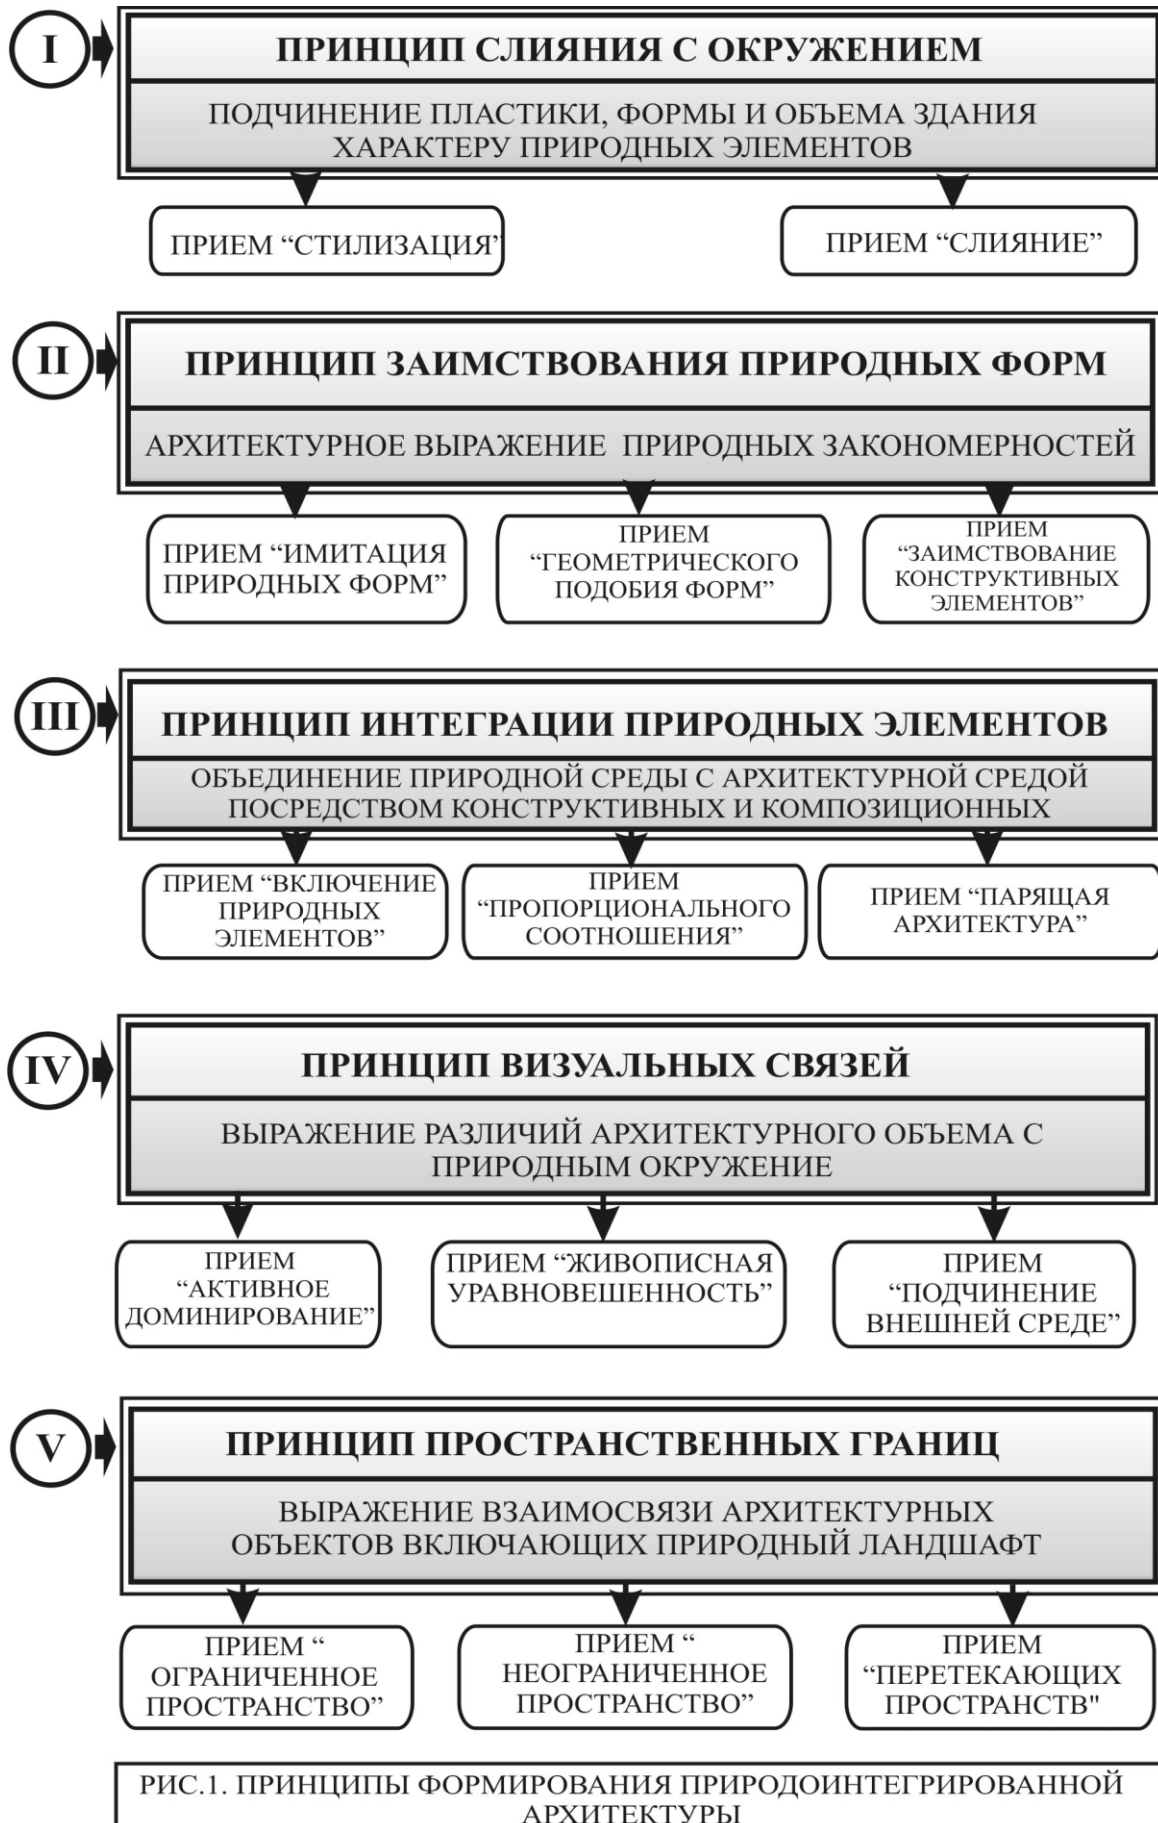 I
ПРИНЦИП СЛИЯНИЯ С ОКРУЖЕНИЕМ
ПОДЧИНЕНИЕ ПЛАСТИКИ, ФОРМЫ И ОБЪЕМА ЗДАНИЯ
ХАРАКТЕРУ ПРИРОДНЫХ ЭЛЕМЕНТОВ
ПРИЕМ “СТИЛИЗАЦИЯ”
ПРИЕМ “СЛИЯНИЕ”
II
ПРИНЦИП ЗАИМСТВОВАНИЯ ПРИРОДНЫХ ФОРМ
АРХИТЕКТУРНОЕ ВЫРАЖЕНИЕ ПРИРОДНЫХ ЗАКОНОМЕРНОСТЕЙ
ПРИЕМ “ИМИТАЦИЯ
ПРИРОДНЫХ ФОРМ”
ПРИЕМ
“ГЕОМЕТРИЧЕСКОГО
ПОДОБИЯ ФОРМ”
ПРИЕМ
“ЗАИМСТВОВАНИЕ
КОНСТРУКТИВНЫХ
ЭЛЕМЕНТОВ”
III
ПРИНЦИП ИНТЕГРАЦИИ ПРИРОДНЫХ ЭЛЕМЕНТОВ
ОБЪЕДИНЕНИЕ ПРИРОДНОЙ СРЕДЫ С АРХИТЕКТУРНОЙ СРЕДОЙ
ПОСРЕДСТВОМ КОНСТРУКТИВНЫХ И КОМПОЗИЦИОННЫХ
ПРИЕМ “ВКЛЮЧЕНИЕ
ПРИРОДНЫХ
ЭЛЕМЕНТОВ”
ПРИЕМ
“ПРОПОРЦИОНАЛЬНОГО
СООТНОШЕНИЯ”
ПРИЕМ “ПАРЯЩАЯ
АРХИТЕКТУРА”
IV
ПРИНЦИП ВИЗУАЛЬНЫХ СВЯЗЕЙ
ВЫРАЖЕНИЕ РАЗЛИЧИЙ АРХИТЕКТУРНОГО ОБЪЕМА С
ПРИРОДНЫМ ОКРУЖЕНИЕ
ПРИЕМ
“АКТИВНОЕ
ДОМИНИРОВАНИЕ”
ПРИЕМ “ЖИВОПИСНАЯ
УРАВНОВЕШЕННОСТЬ”
ПРИЕМ
“ПОДЧИНЕНИЕ
ВНЕШНЕЙ СРЕДЕ”
V
ПРИНЦИП ПРОСТРАНСТВЕННЫХ ГРАНИЦ
ВЫРАЖЕНИЕ ВЗАИМОСВЯЗИ АРХИТЕКТУРНЫХ
ОБЪЕКТОВ ВКЛЮЧАЮЩИХ ПРИРОДНЫЙ ЛАНДШАФТ
ПРИЕМ “
ОГРАНИЧЕННОЕ
ПРОСТРАНСТВО”
ПРИЕМ “
НЕОГРАНИЧЕННОЕ
ПРОСТРАНСТВО”
ПРИЕМ
“ПЕРЕТЕКАЮЩИХ
ПРОСТРАНСТВ"
РИС.1. ПРИНЦИПЫ ФОРМИРОВАНИЯ ПРИРОДОИНТЕГРИРОВАННОЙ
АРХИТЕКТУРЫ